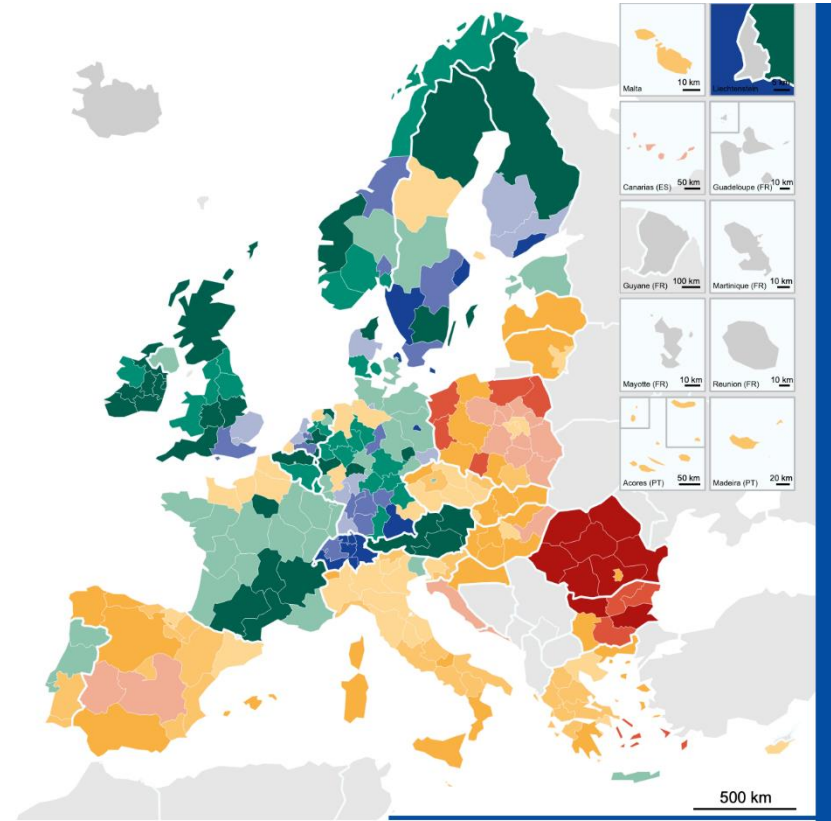 Malta
10 km
Liechtenstein
5 km
Canarias (ES)
50 km
Guadeloupe (FR)
10 km
Guyane (FR)
100 km
Martinique (FR)
10 km
Mayotte (FR)
10 km
Reunion (FR)
10 km
Acores (PT)
50 km
Madeira (PT)
20 km
500 km